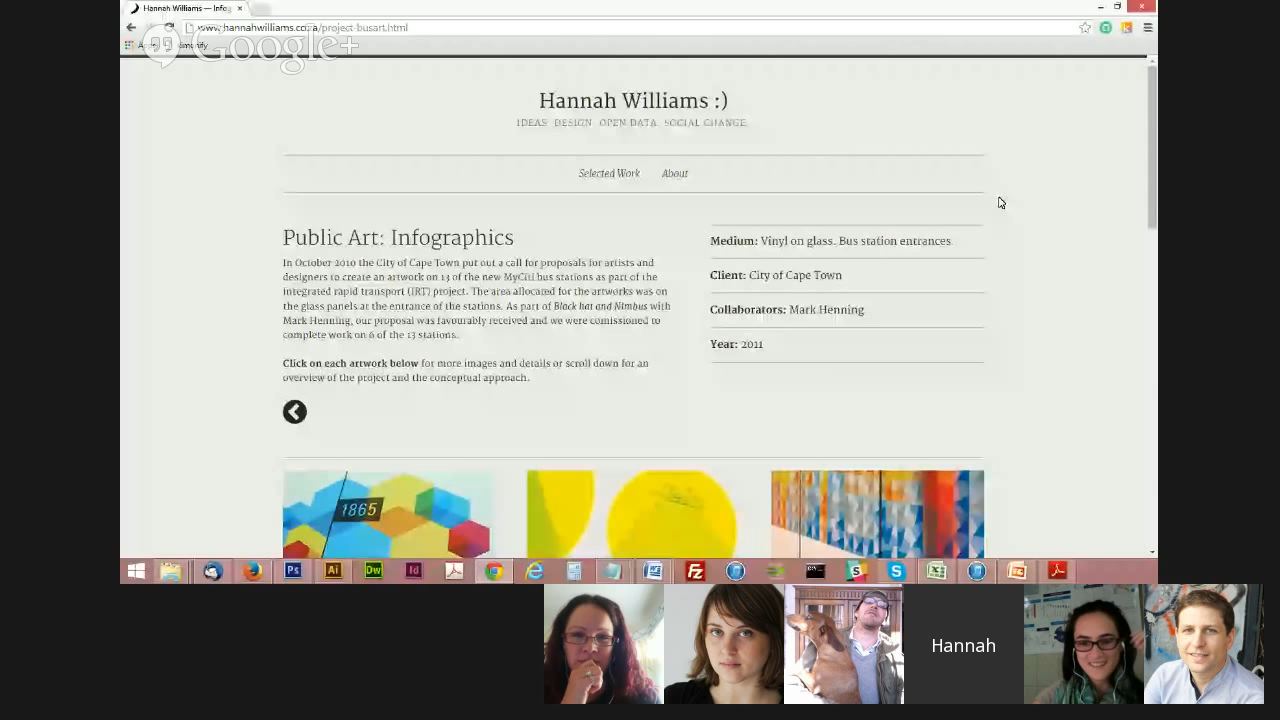 Hannah Williams — Infog
www.hannahwilliams.co.za/project-busart.html
Google+
Hannah Williams :)
IDEAS. DESIGN. OPEN DATA. SOCIAL CHANGE.
Selected Work About
Public Art: Infographics
In October 2010 the City of Cape Town put out a call for proposals for artists and
designers to create an artwork on 13 of the new MyCiti bus stations as part of the
integrated rapid transport (IRT) project. The area allocated for the artworks was on
the glass panels at the entrance of the stations. As part of Black hat and Nimbus with
Mark Henning, our proposal was favourably received and we were comissioned to
complete work on 6 of the 13 stations.
Click on each artwork below for more images and details or scroll down for an
overview of the project and the conceptual approach.
Medium: Vinyl on glass. Bus station entrances.
Client: City of Cape Town
Collaborators: Mark Henning
Year: 2011
1865
Ps Ai Dw Id
Hannah